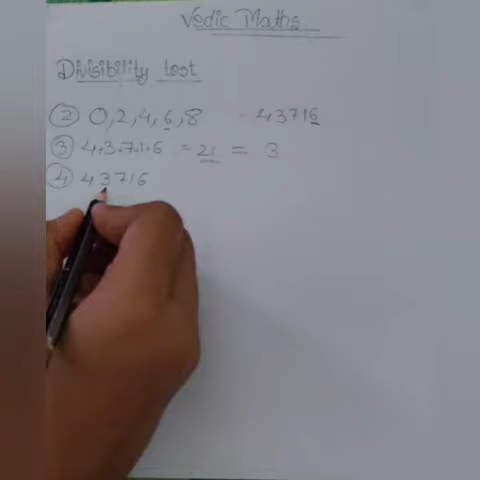 Vedic Maths
Divisibility test
2 0,2,4,6,8 - 43716
3 4.3.7.1.6 = 21 = 3
4 43716